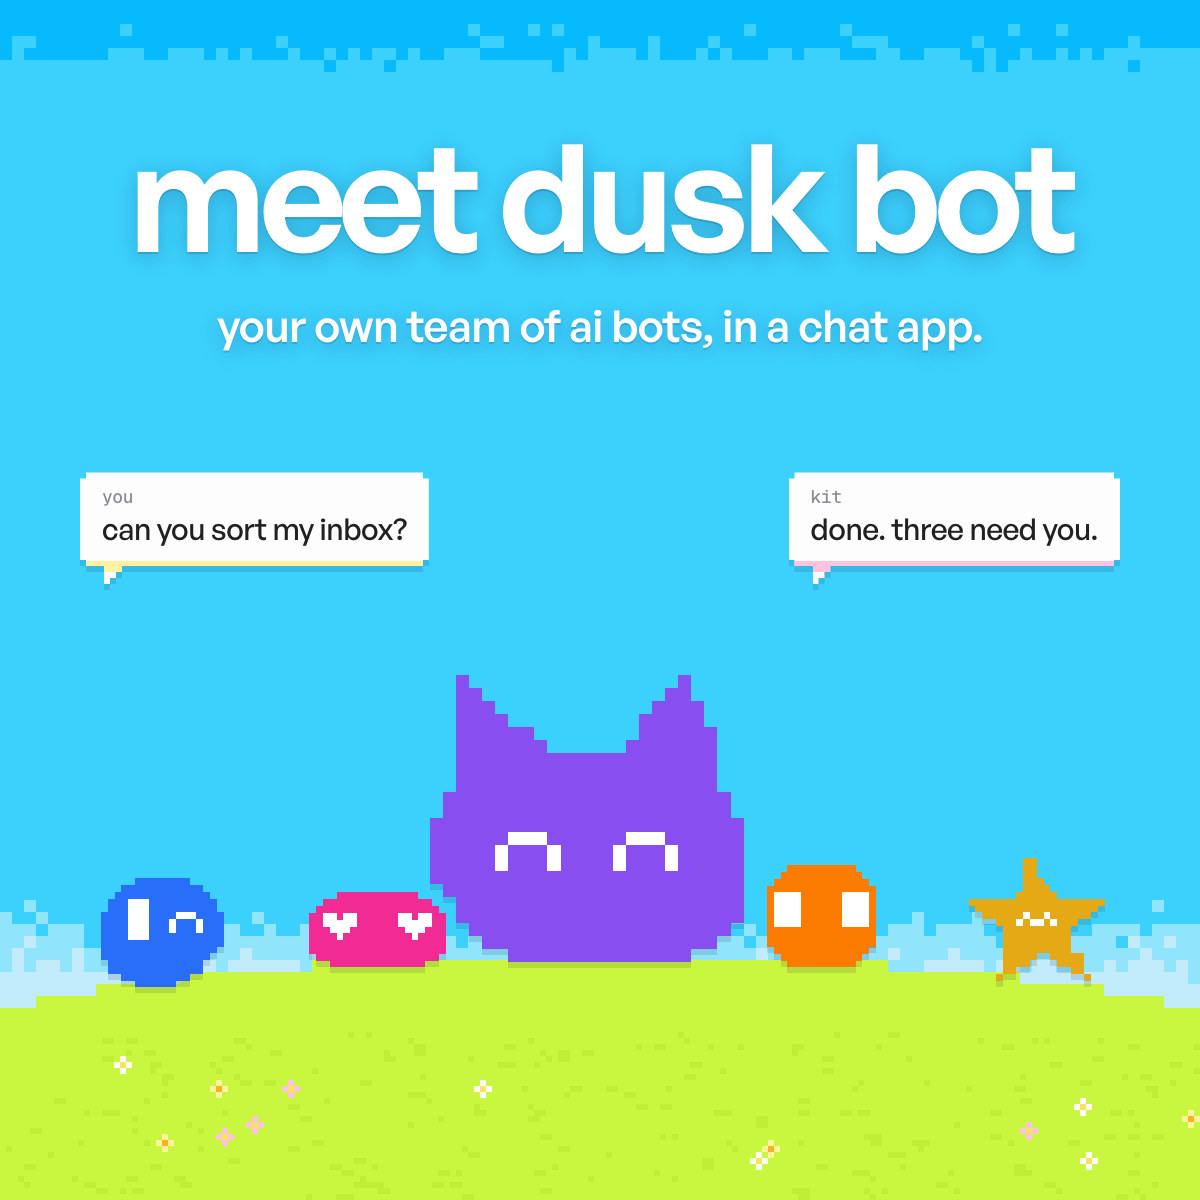 meet dusk bot
your own team of ai bots, in a chat app.
you
can you sort my inbox?
kit
done. three need you.